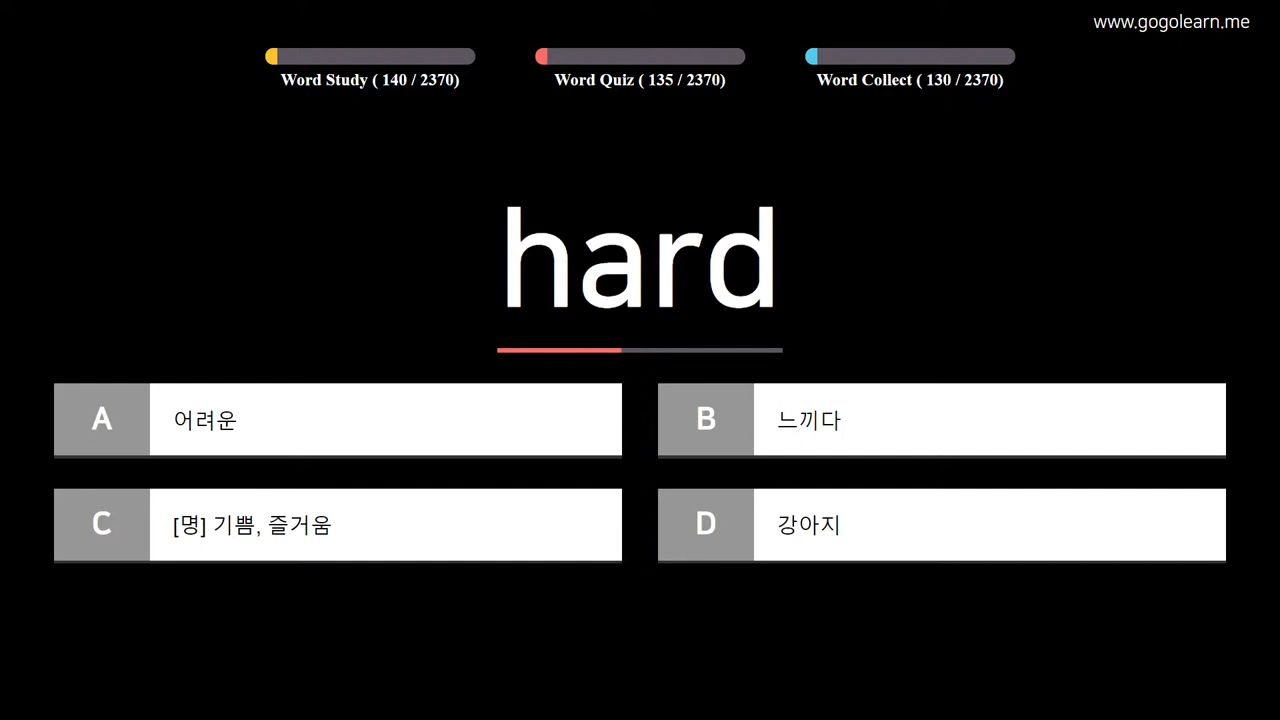 www.gogolearn.me
Word Study ( 140 / 2370)
Word Quiz ( 135 / 2370)
Word Collect ( 130 / 2370)
hard
A 어려운
B 느끼다
C [명] 기쁨, 즐거움
D 강아지